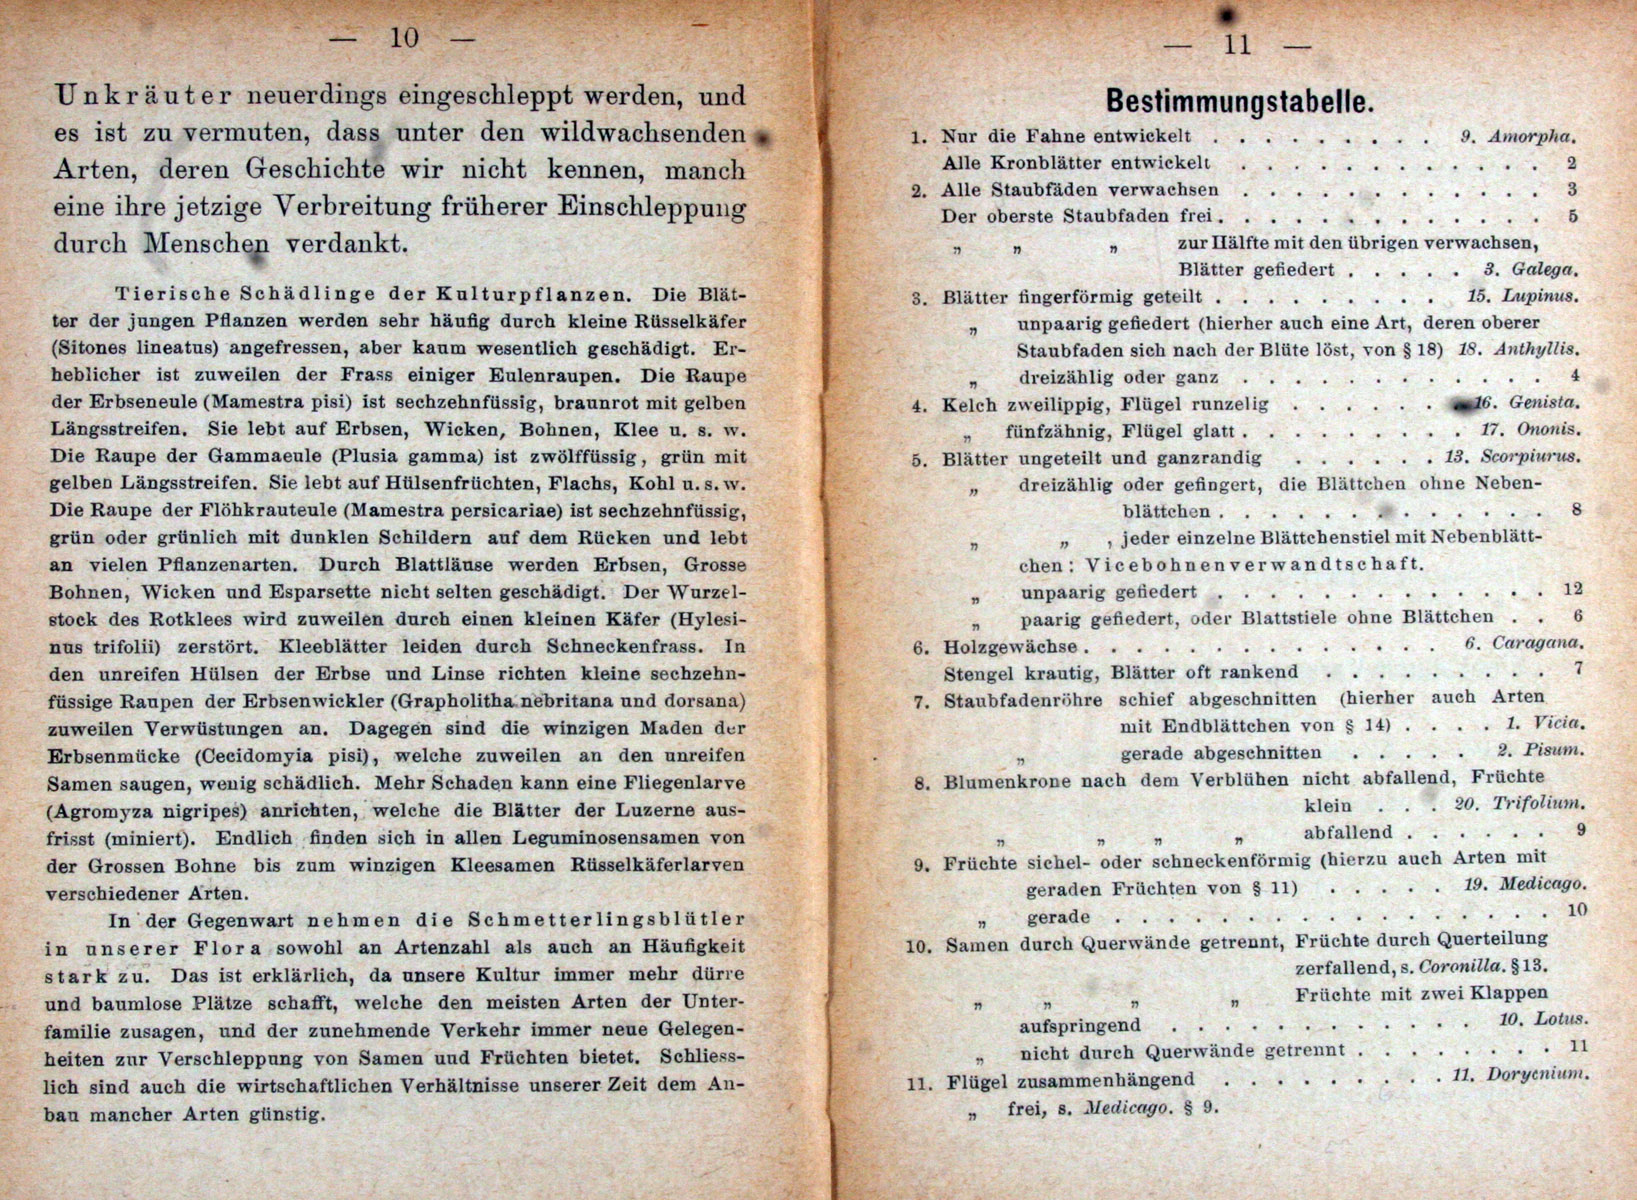 — 10 —
Unkräuter neuerdings eingeschleppt werden, und
es ist zu vermuten, dass unter den wildwachsenden
Arten, deren Geschichte wir nicht kennen, manch
eine ihre jetzige Verbreitung früherer Einschleppung
durch Menschen verdankt.
Tierische Schädlinge der Kulturpflanzen. Die Blät-
ter der jungen Pflanzen werden sehr häufig durch kleine Rüsselkäfer
(Sitones lineatus) angefressen, aber kaum wesentlich geschädigt. Er-
heblicher ist zuweilen der Frass einiger Eulenraupen. Die Raupe
der Erbseneule (Mamestra pisi) ist sechzehnfüssig, braunrot mit gelben
Längsstreifen. Sie lebt auf Erbsen, Wicken, Bohnen, Klee u. s. w.
Die Raupe der Gammaeule (Plusia gamma) ist zwölffüssig, grün mit
gelben Längsstreifen. Sie lebt auf Hülsenfrüchten, Flachs, Kohl u. s. w.
Die Raupe der Flöhkrauteule (Mamestra persicariae) ist sechzehnfüssig,
grün oder grünlich mit dunklen Schildern auf dem Rücken und lebt
an vielen Pflanzenarten. Durch Blattläuse werden Erbsen, Grosse
Bohnen, Wicken und Esparsette nicht selten geschädigt. Der Wurzel-
stock des Rotklees wird zuweilen durch einen kleinen Käfer (Hylesi-
nus trifolii) zerstört. Kleeblätter leiden durch Schneckenfrass. In
den unreifen Hülsen der Erbse und Linse richten kleine sechzehn-
füssige Raupen der Erbsenwickler (Grapholitha nebritana und dorsana)
zuweilen Verwüstungen an. Dagegen sind die winzigen Maden der
Erbsenmücke (Cecidomyia pisi), welche zuweilen an den unreifen
Samen saugen, wenig schädlich. Mehr Schaden kann eine Fliegenlarve
(Agromyza nigripes) anrichten, welche die Blätter der Luzerne aus-
frisst (miniert). Endlich finden sich in allen Leguminosensamen von
der Grossen Bohne bis zum winzigen Kleesamen Rüsselkäferlarven
verschiedener Arten.
In der Gegenwart nehmen die Schmetterlingsblütler
in unserer Flora sowohl an Artenzahl als auch an Häufigkeit
stark zu. Das ist erklärlich, da unsere Kultur immer mehr dürre
und baumlose Plätze schafft, welche den meisten Arten der Unter-
familie zusagen, und der zunehmende Verkehr immer neue Gelegen-
heiten zur Verschleppung von Samen und Früchten bietet. Schliess-
lich sind auch die wirtschaftlichen Verhältnisse unserer Zeit dem An-
bau mancher Arten günstig.
— 11 —
Bestimmungstabelle.
1. Nur die Fahne entwickelt . . . . . . . . . 9. Amorpha.
Alle Kronblätter entwickelt . . . . . . . . . . . . 2
2. Alle Staubfäden verwachsen . . . . . . . . . . . . 3
Der oberste Staubfaden frei . . . . . . . . . . . . . 5
„ „ „ zur Hälfte mit den übrigen verwachsen,
Blätter gefiedert . . . . . 3. Galega.
3. Blätter fingerförmig geteilt . . . . . . . . . 15. Lupinus.
„ unpaarig gefiedert (hierher auch eine Art, deren oberer
Staubfaden sich nach der Blüte löst, von § 18) 18. Anthyllis.
„ dreizählig oder ganz . . . . . . . . . . . . 4
4. Kelch zweilippig, Flügel runzelig . . . . . . 16. Genista.
„ fünfzähnig, Flügel glatt . . . . . . . . . 17. Ononis.
5. Blätter ungeteilt und ganzrandig . . . . . . 13. Scorpiurus.
„ dreizählig oder gefingert, die Blättchen ohne Neben-
blättchen . . . . . . . . . . . . . 8
„ „ , jeder einzelne Blättchenstiel mit Nebenblätt-
chen: Vicebohnenverwandtschaft.
„ unpaarig gefiedert . . . . . . . . . . . . . 12
„ paarig gefiedert, oder Blattstiele ohne Blättchen . . 6
6. Holzgewächse . . . . . . . . . . . . . . 6. Caragana.
Stengel krautig, Blätter oft rankend . . . . . . . . . 7
7. Staubfadenröhre schief abgeschnitten (hierher auch Arten
mit Endblättchen von § 14) . . . . 1. Vicia.
„ gerade abgeschnitten . . . . . 2. Pisum.
8. Blumenkrone nach dem Verblühen nicht abfallend, Früchte
klein . . . 20. Trifolium.
„ „ „ „ abfallend . . . . . . 9
9. Früchte sichel- oder schneckenförmig (hierzu auch Arten mit
geraden Früchten von § 11) . . . . . 19. Medicago.
„ gerade . . . . . . . . . . . . . . . . . 10
10. Samen durch Querwände getrennt, Früchte durch Querteilung
zerfallend, s. Coronilla. § 13.
„ „ „ „ Früchte mit zwei Klappen
aufspringend . . . . . . . . . . . . 10. Lotus.
„ nicht durch Querwände getrennt . . . . . . . . 11
11. Flügel zusammenhängend . . . . . . . . . 11. Dorycnium.
„ frei, s. Medicago. § 9.